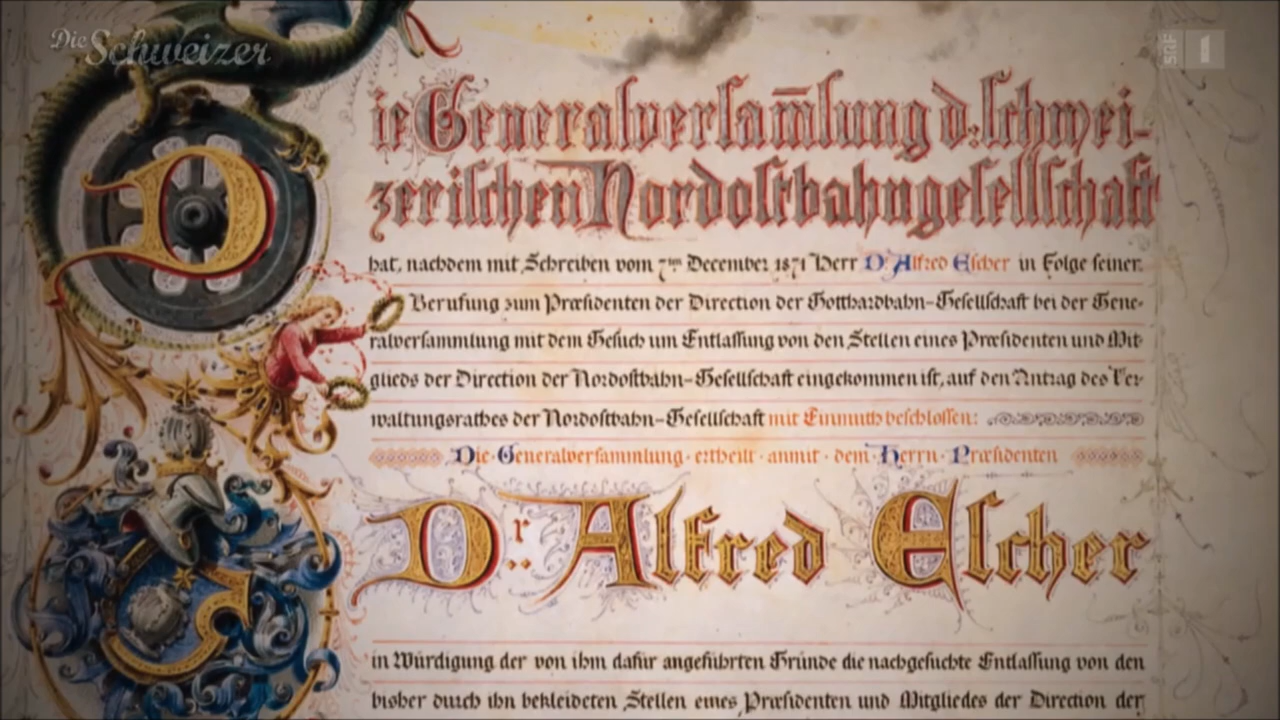 Die Schweizer
SRF 1
Die Generalversam̅lung d. schwei-
zerischen Nordostbahngesellschaft
hat, nachdem mit Schreiben vom 7ten December 1871 Herr Dr Alfred Escher in Folge seiner
Berufung zum Præsidenten der Direction der Gotthardbahn-Gesellschaft bei der Gene-
ralversammlung mit dem Gesuch um Entlassung von den Stellen eines Præsidenten und Mit-
glieds der Direction der Nordostbahn-Gesellschaft eingekommen ist, auf den Antrag des Ver-
waltungsrathes der Nordostbahn-Gesellschaft mit Einmuth beschlossen:
Die · Generalversammlung · ertheilt · anmit · dem · Herrn · Præsidenten
Dr. Alfred Escher
in Würdigung der von ihm dafür angeführten Gründe die nachgesuchte Entlassung von den
bisher durch ihn bekleideten Stellen eines Præsidenten und Mitgliedes der Direction der